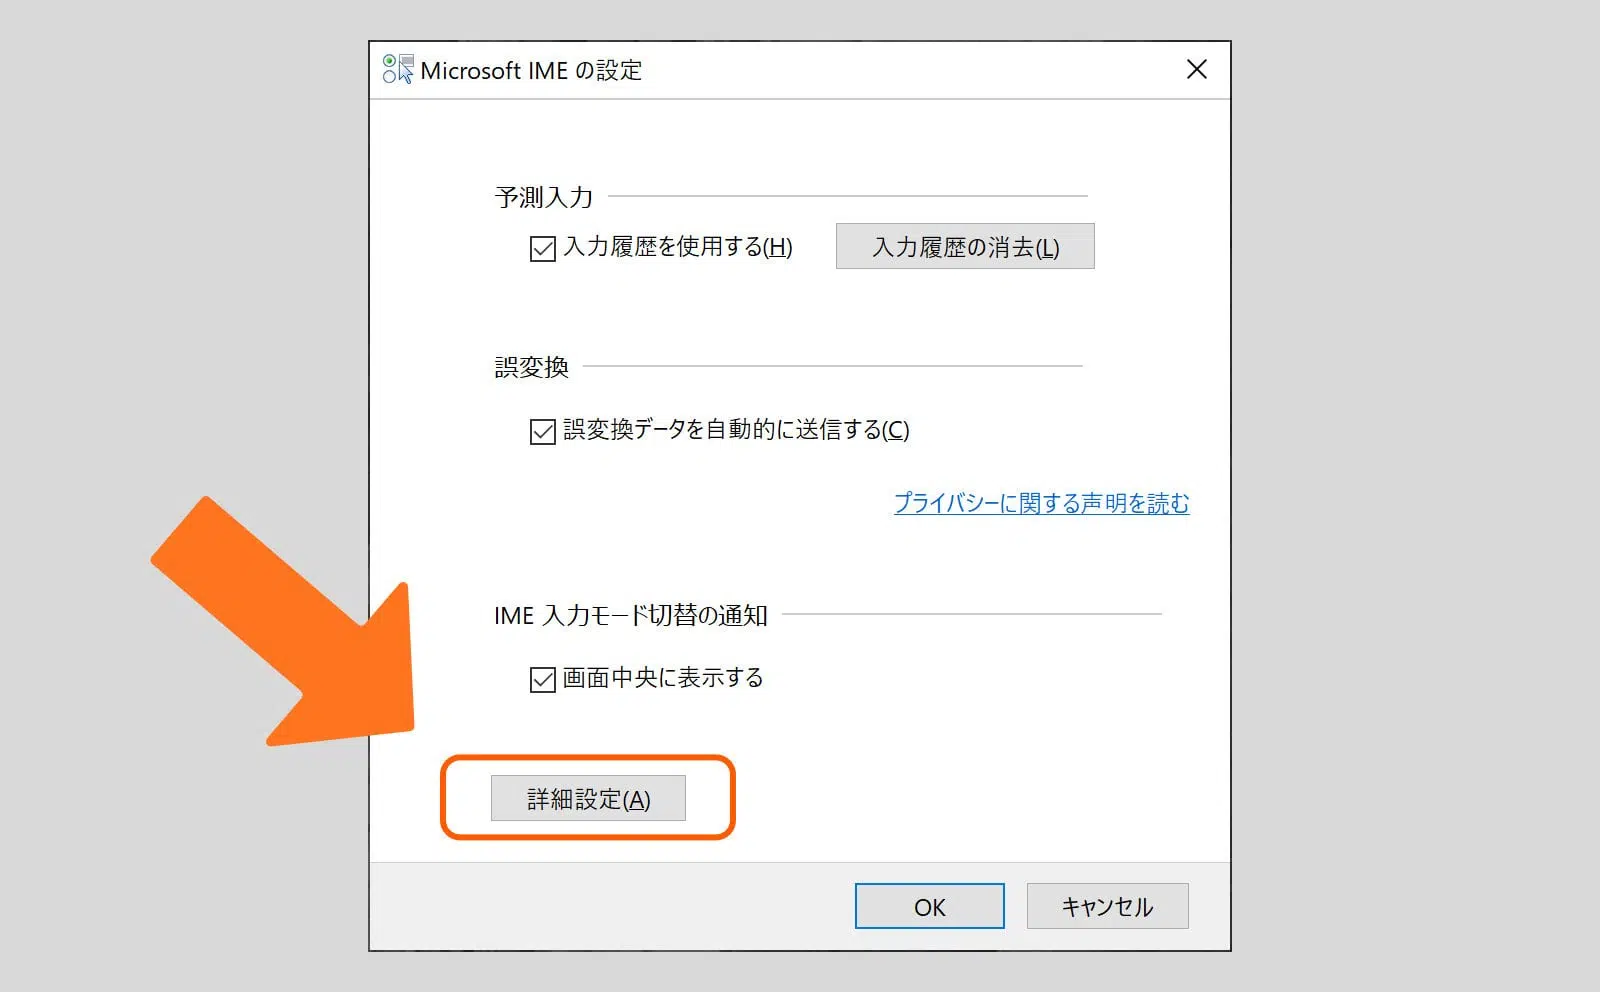 Microsoft IME の設定
予測入力
入力履歴を使用する(H)
入力履歴の消去(L)
誤変換
誤変換データを自動的に送信する(C)
プライバシーに関する声明を読む
IME 入力モード切替の通知
画面中央に表示する
詳細設定(A)
OK
キャンセル